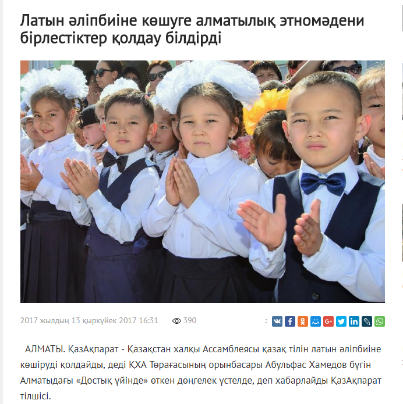 Латын әліпбиіне көшуге алматылық этномәдени
бірлестіктер қолдау білдірді
2017 жылдың 13 қыркүйек 2017 16:31 390
:
АЛМАТЫ. ҚазАқпарат - Қазақстан халқы Ассамблеясы қазақ тілін латын әліпбиіне
көшіруді қолдайды, деді ҚХА Төрағасының орынбасары Абульфас Хамедов бүгін
Алматыдағы «Достық үйінде» өткен дөңгелек үстелде, деп хабарлайды ҚазАқпарат
тілшісі.